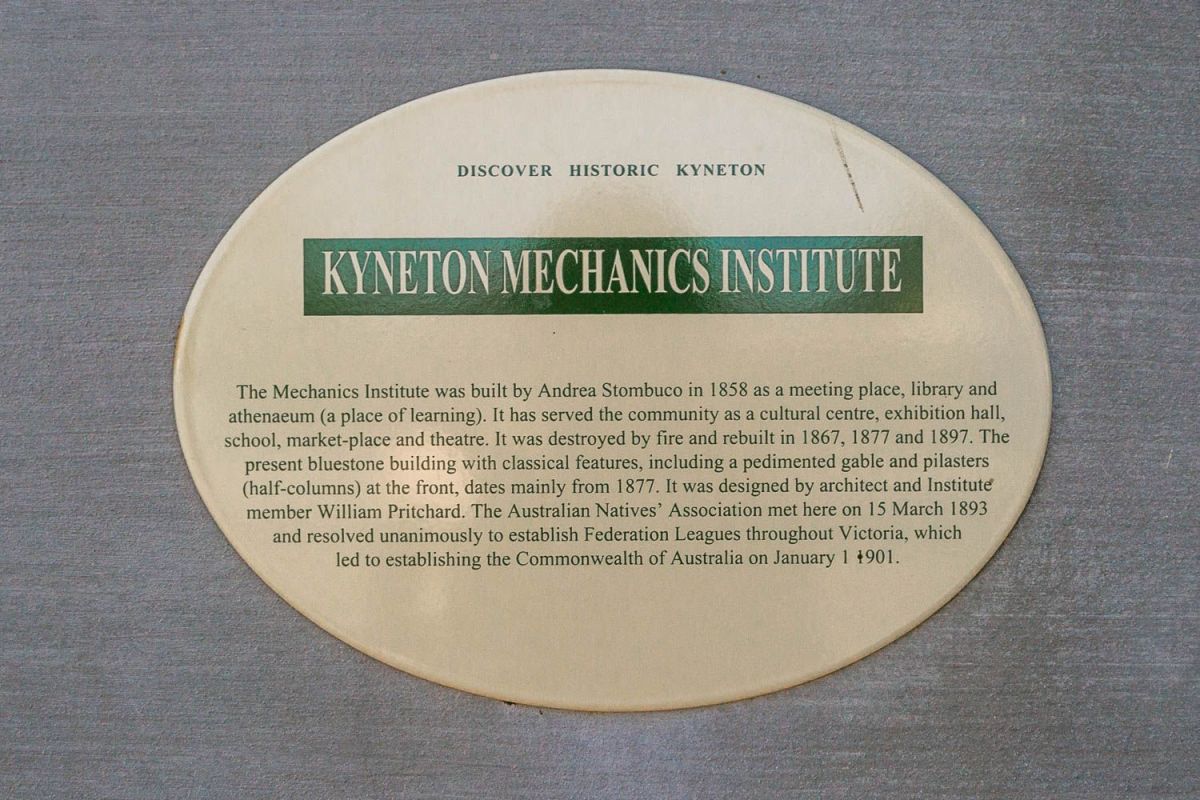 DISCOVER HISTORIC KYNETON
KYNETON MECHANICS INSTITUTE
The Mechanics Institute was built by Andrea Stombuco in 1858 as a meeting place, library and
athenaeum (a place of learning). It has served the community as a cultural centre, exhibition hall,
school, market-place and theatre. It was destroyed by fire and rebuilt in 1867, 1877 and 1897. The
present bluestone building with classical features, including a pedimented gable and pilasters
(half-columns) at the front, dates mainly from 1877. It was designed by architect and Institute
member William Pritchard. The Australian Natives’ Association met here on 15 March 1893
and resolved unanimously to establish Federation Leagues throughout Victoria, which
led to establishing the Commonwealth of Australia on January 1 1901.